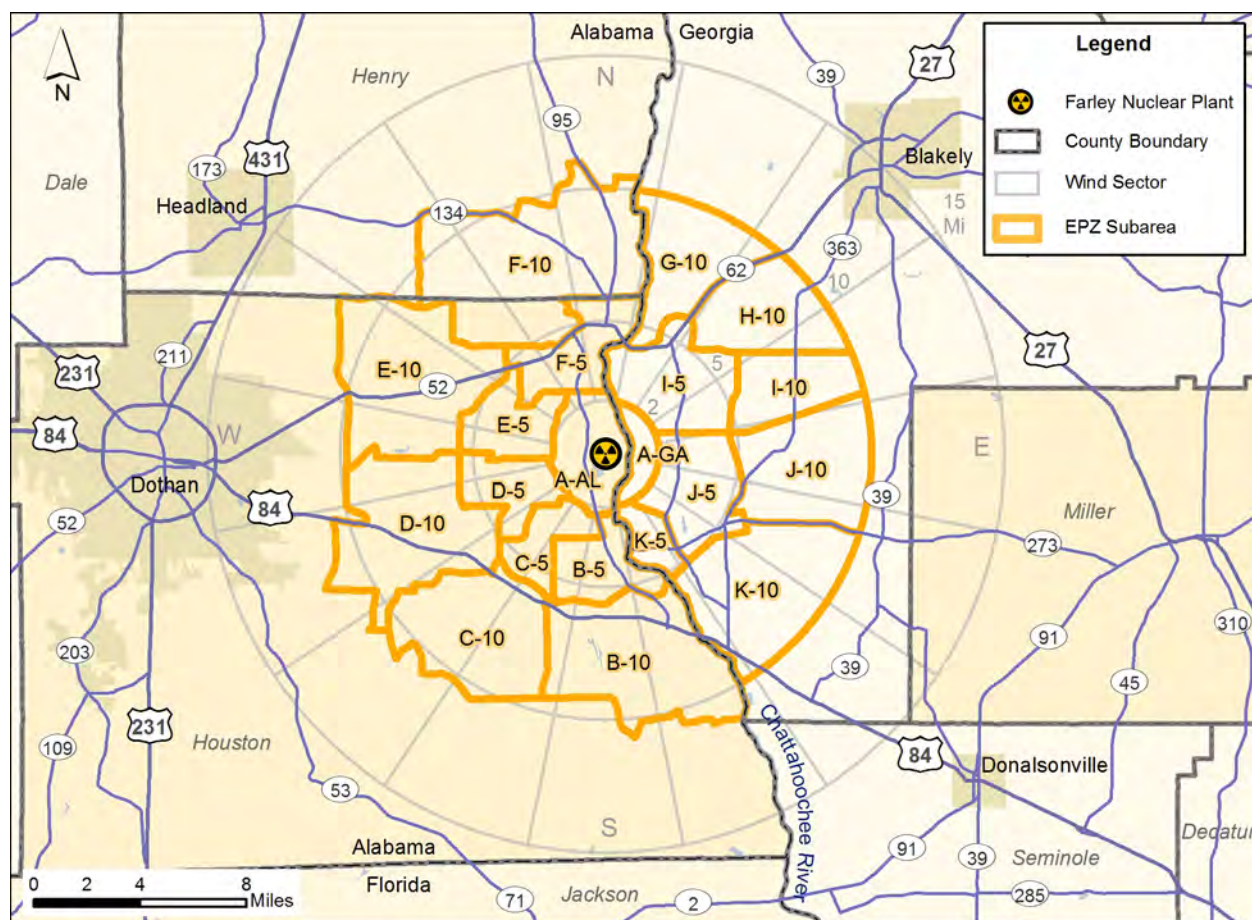 Alabama
Georgia
Legend
Farley Nuclear Plant
County Boundary
Wind Sector
EPZ Subarea
N
Henry
N
39
27
95
431
173
Dale
Headland
Blakely
15
Mi
134
363
F-10
G-10
62
10
H-10
211
231
E-10
52
F-5
I-5
5
I-10
27
2
84
W
E-5
A-GA
E
Dothan
A-AL
J-10
D-5
J-5
39
52
84
D-10
Miller
K-5
273
C-5
B-5
K-10
91
310
203
C-10
B-10
39
45
231
Chattahoochee River
109
Houston
84
Donalsonville
53
S
Decatur
Alabama
91
39
Seminole
0 2 4 8
Miles
Florida
71
Jackson
2
285